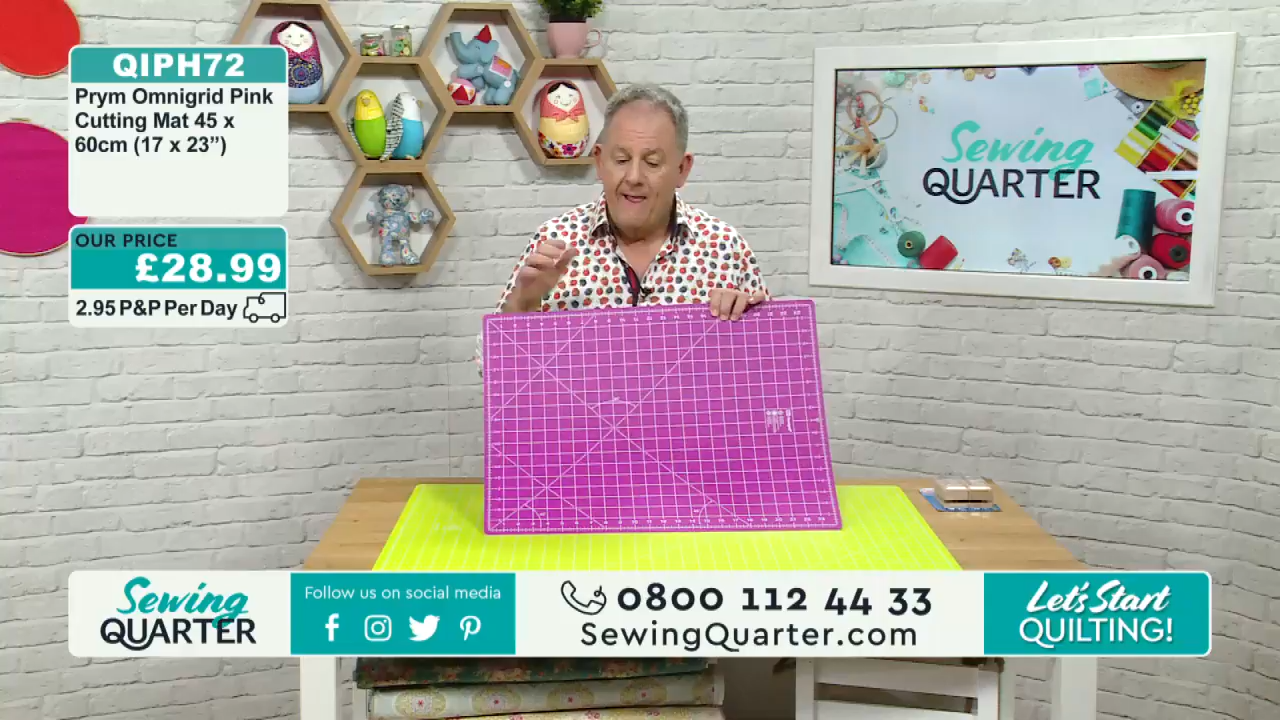 QIPH72
Prym Omnigrid Pink
Cutting Mat 45 x
60cm (17 x 23”)
OUR PRICE
£28.99
2.95 P&P Per Day
Sewing
QUARTER
Sewing
QUARTER
Follow us on social media
0800 112 44 33
SewingQuarter.com
Let's Start
QUILTING!